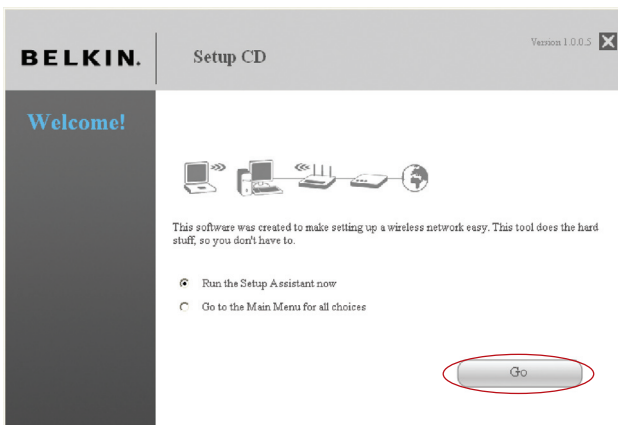 BELKIN.
Setup CD
Version 1.0.0.5
Welcome!
This software was created to make setting up a wireless network easy. This tool does the hard
stuff, so you don't have to.
Run the Setup Assistant now
Go to the Main Menu for all choices
Go